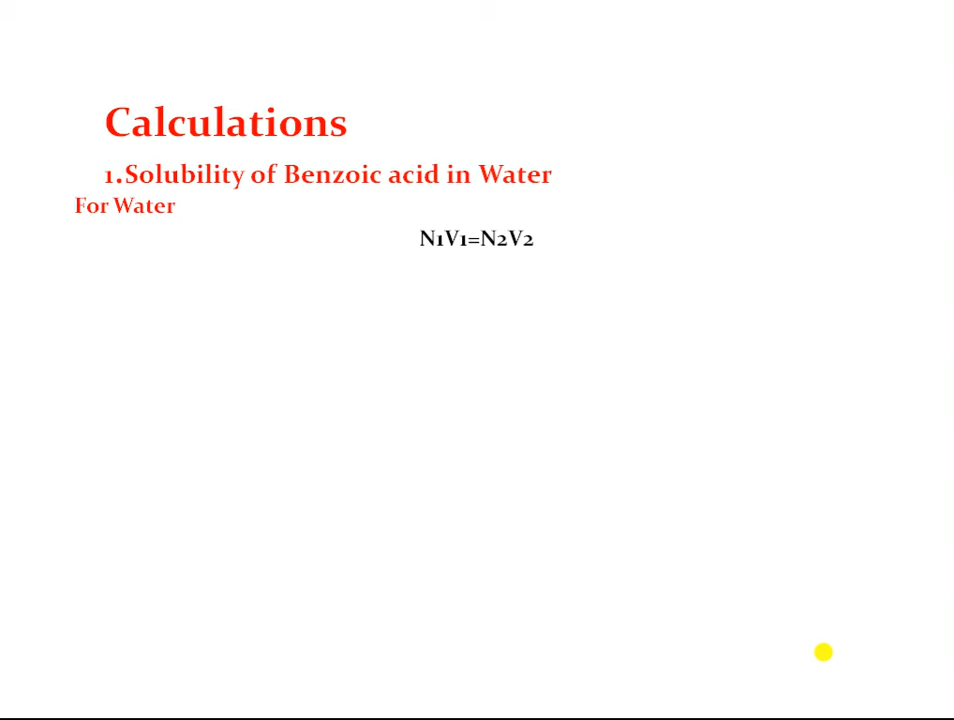 Calculations
1.Solubility of Benzoic acid in Water
For Water
N1V1=N2V2